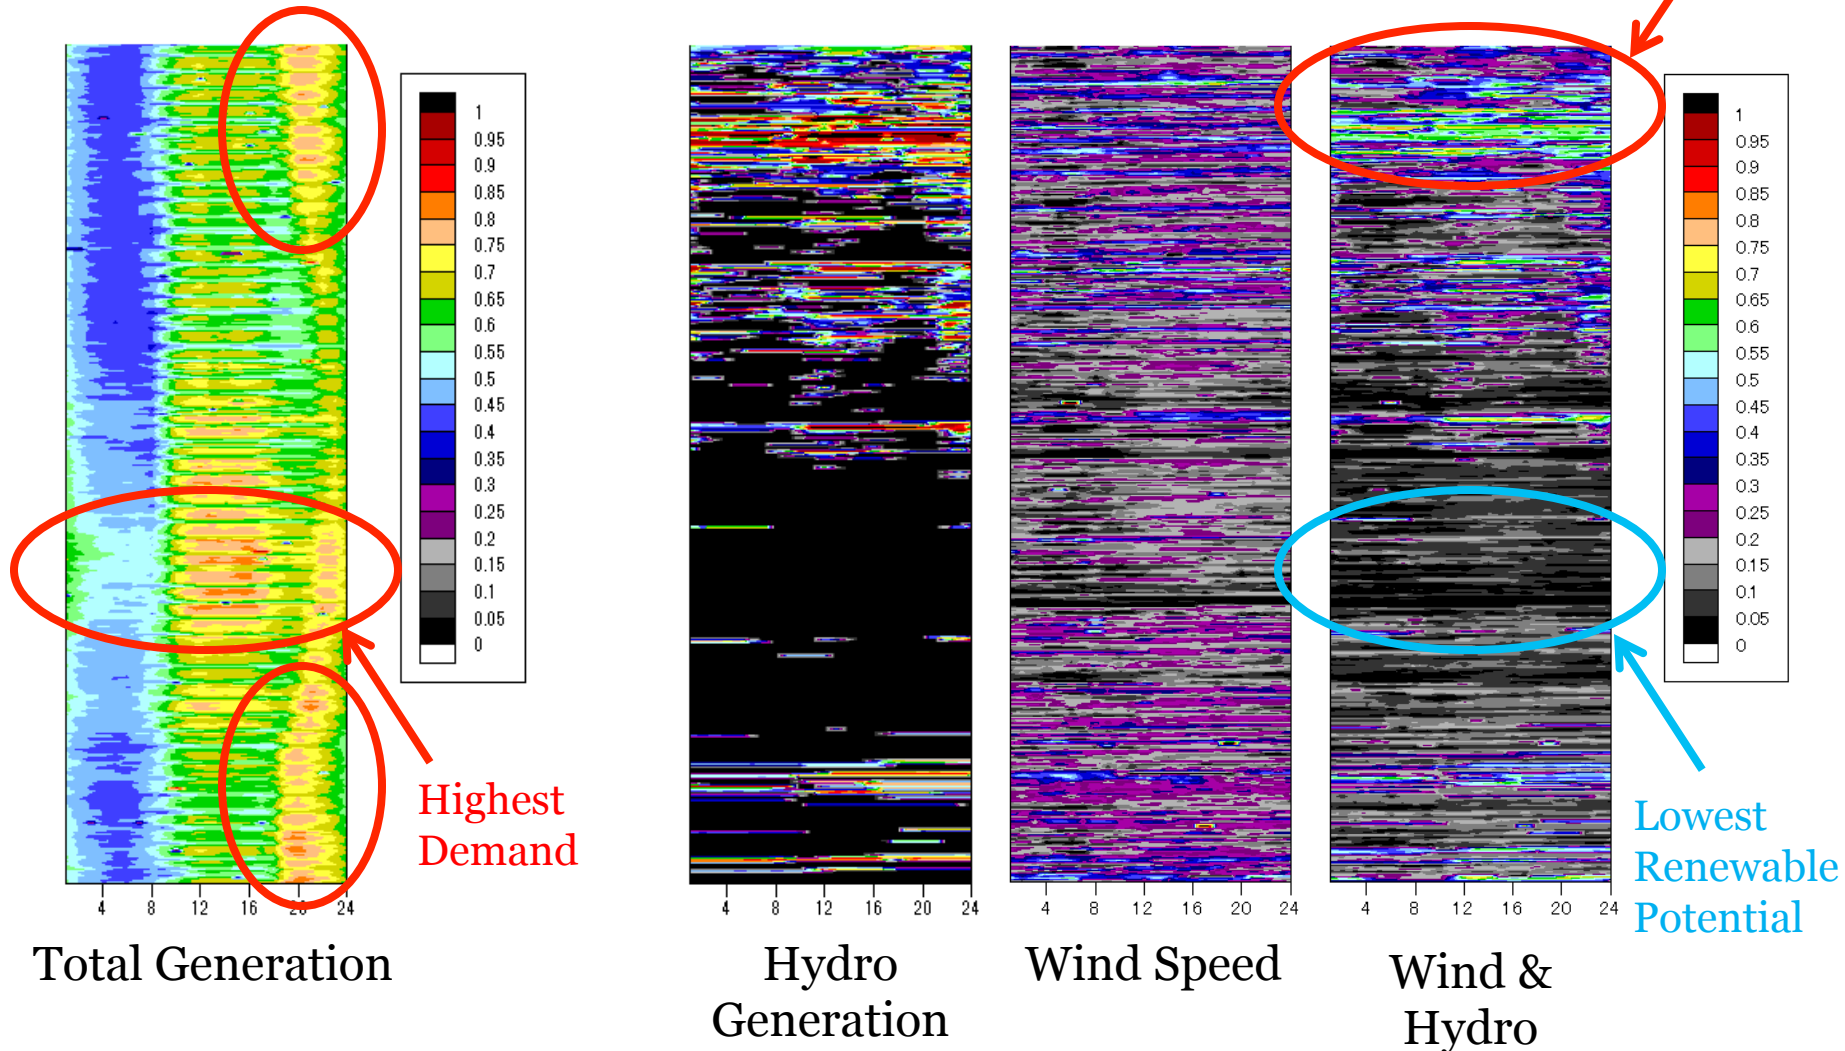 1
0.95
0.9
0.85
0.8
0.75
0.7
0.65
0.6
0.55
0.5
0.45
0.4
0.35
0.3
0.25
0.2
0.15
0.1
0.05
0
4 8 12 16 20 24
Total Generation
Highest
Demand
4 8 12 16 20 24
Hydro
Generation
4 8 12 16 20 24
Wind Speed
4 8 12 16 20 24
Wind &
Hydro
1
0.95
0.9
0.85
0.8
0.75
0.7
0.65
0.6
0.55
0.5
0.45
0.4
0.35
0.3
0.25
0.2
0.15
0.1
0.05
0
Lowest
Renewable
Potential